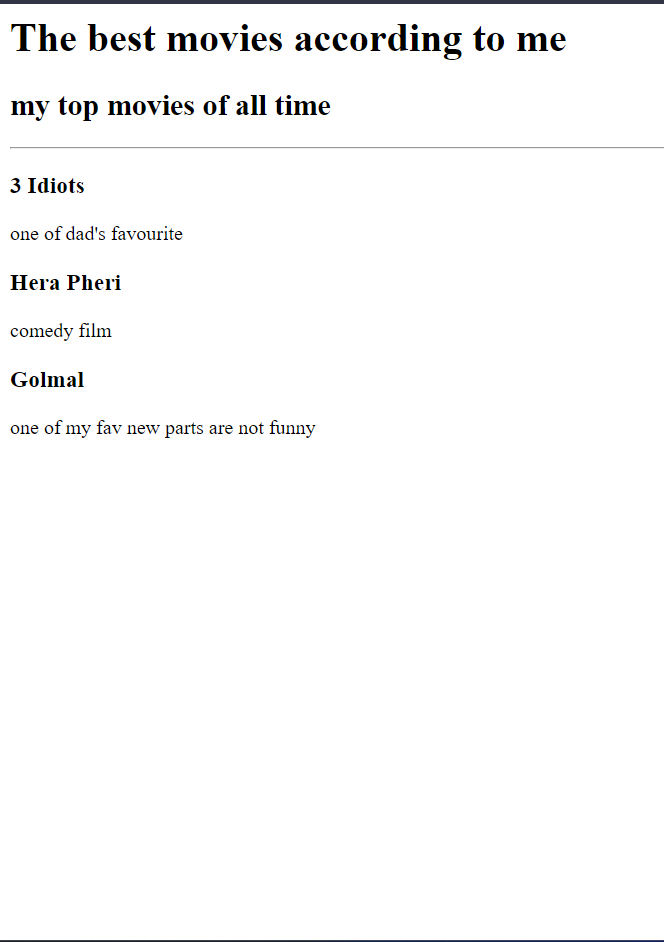 The best movies according to me
my top movies of all time
3 Idiots
one of dad's favourite
Hera Pheri
comedy film
Golmal
one of my fav new parts are not funny